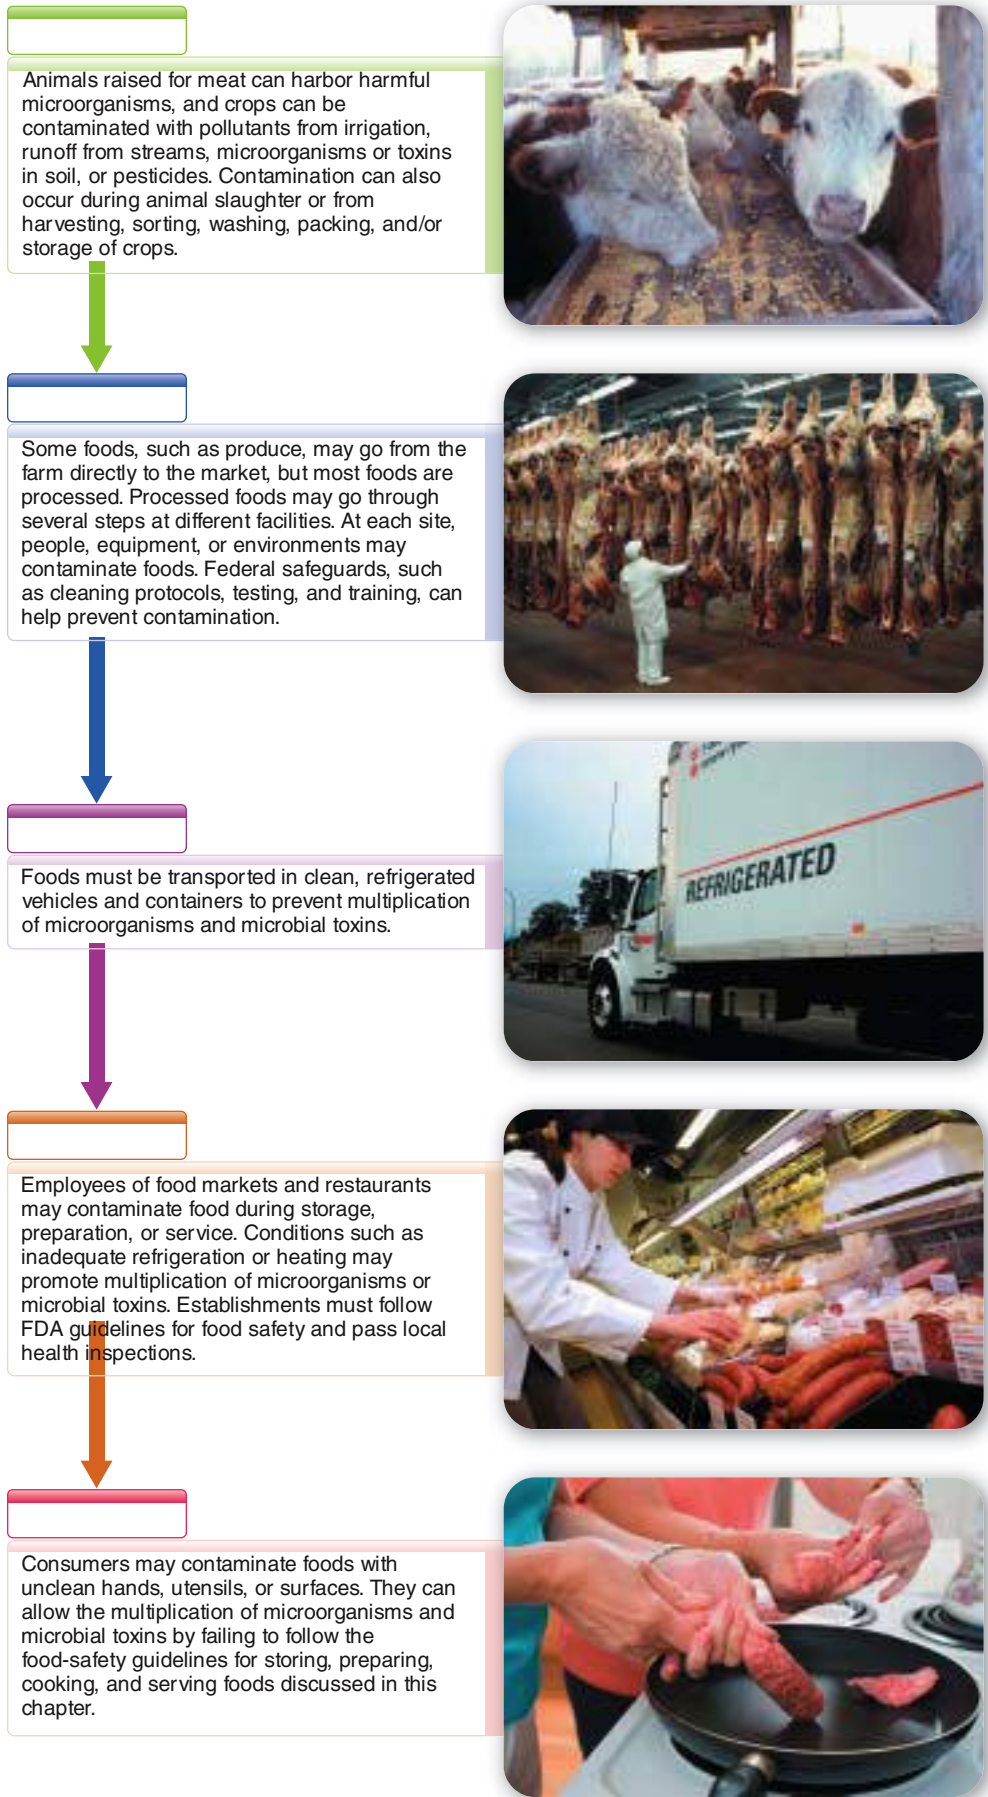 Animals raised for meat can harbor harmful
microorganisms, and crops can be
contaminated with pollutants from irrigation,
runoff from streams, microorganisms or toxins
in soil, or pesticides. Contamination can also
occur during animal slaughter or from
harvesting, sorting, washing, packing, and/or
storage of crops.
Some foods, such as produce, may go from the
farm directly to the market, but most foods are
processed. Processed foods may go through
several steps at different facilities. At each site,
people, equipment, or environments may
contaminate foods. Federal safeguards, such
as cleaning protocols, testing, and training, can
help prevent contamination.
Foods must be transported in clean, refrigerated
vehicles and containers to prevent multiplication
of microorganisms and microbial toxins.
REFRIGERATED
Employees of food markets and restaurants
may contaminate food during storage,
preparation, or service. Conditions such as
inadequate refrigeration or heating may
promote multiplication of microorganisms or
microbial toxins. Establishments must follow
FDA guidelines for food safety and pass local
health inspections.
Consumers may contaminate foods with
unclean hands, utensils, or surfaces. They can
allow the multiplication of microorganisms and
microbial toxins by failing to follow the
food-safety guidelines for storing, preparing,
cooking, and serving foods discussed in this
chapter.